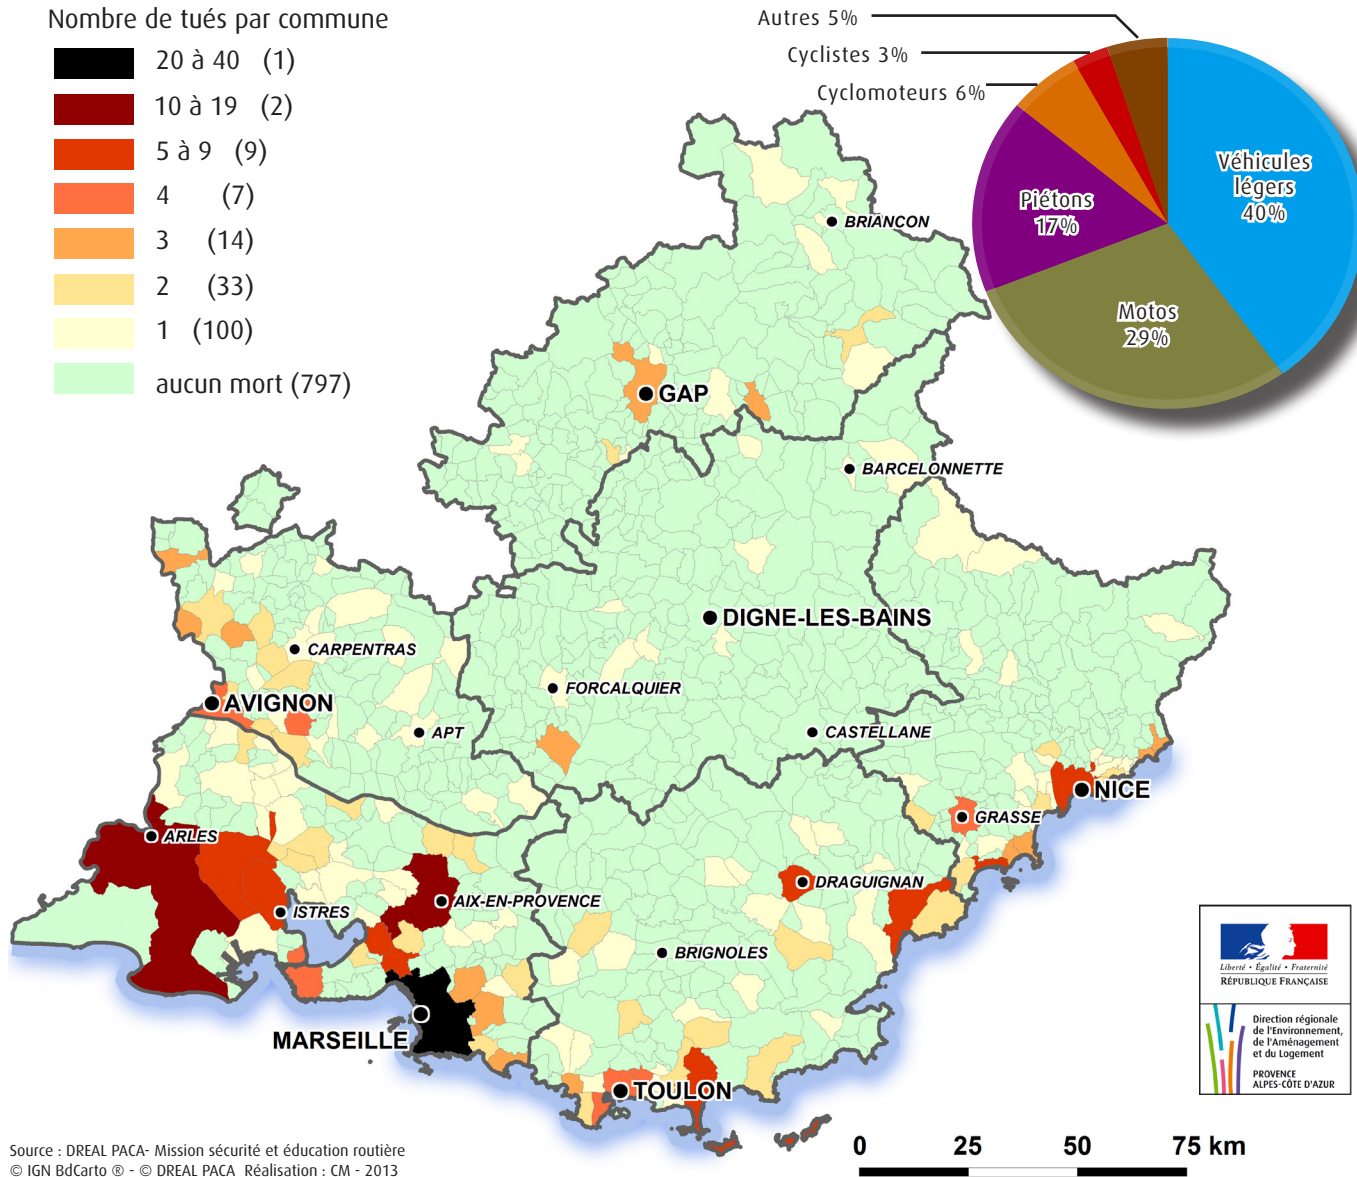 Nombre de tués par commune
20 à 40 (1)
10 à 19 (2)
5 à 9 (9)
4 (7)
3 (14)
2 (33)
1 (100)
aucun mort (797)
Autres 5%
Cyclistes 3%
Cyclomoteurs 6%
Véhicules
légers
40%
Piétons
17%
Motos
29%
BRIANCON
GAP
BARCELONNETTE
DIGNE-LES-BAINS
CARPENTRAS
FORCALQUIER
AVIGNON
APT
CASTELLANE
NICE
GRASSE
ARLES
DRAGUIGNAN
AIX-EN-PROVENCE
ISTRES
BRIGNOLES
MARSEILLE
TOULON
Liberté • Égalité • Fraternité
RÉPUBLIQUE FRANÇAISE
Direction régionale
de l'Environnement,
de l'Aménagement
et du Logement
PROVENCE
ALPES-CÔTE D'AZUR
0 25 50 75 km
Source : DREAL PACA- Mission sécurité et éducation routière
© IGN BdCarto ® - © DREAL PACA Réalisation : CM - 2013